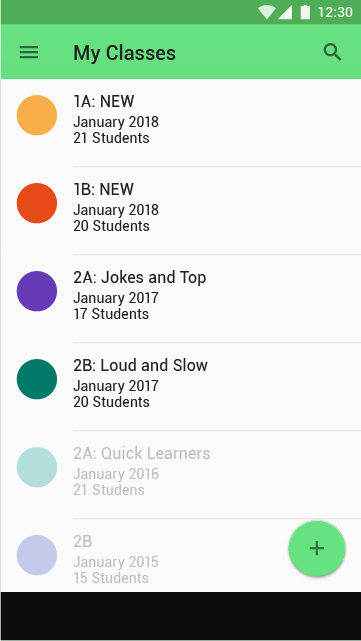 12:30
My Classes
1A: NEW
January 2018
21 Students
1B: NEW
January 2018
20 Students
2A: Jokes and Top
January 2017
17 Students
2B: Loud and Slow
January 2017
20 Students
2A: Quick Learners
January 2016
21 Studens
2B
January 2015
15 Students
+